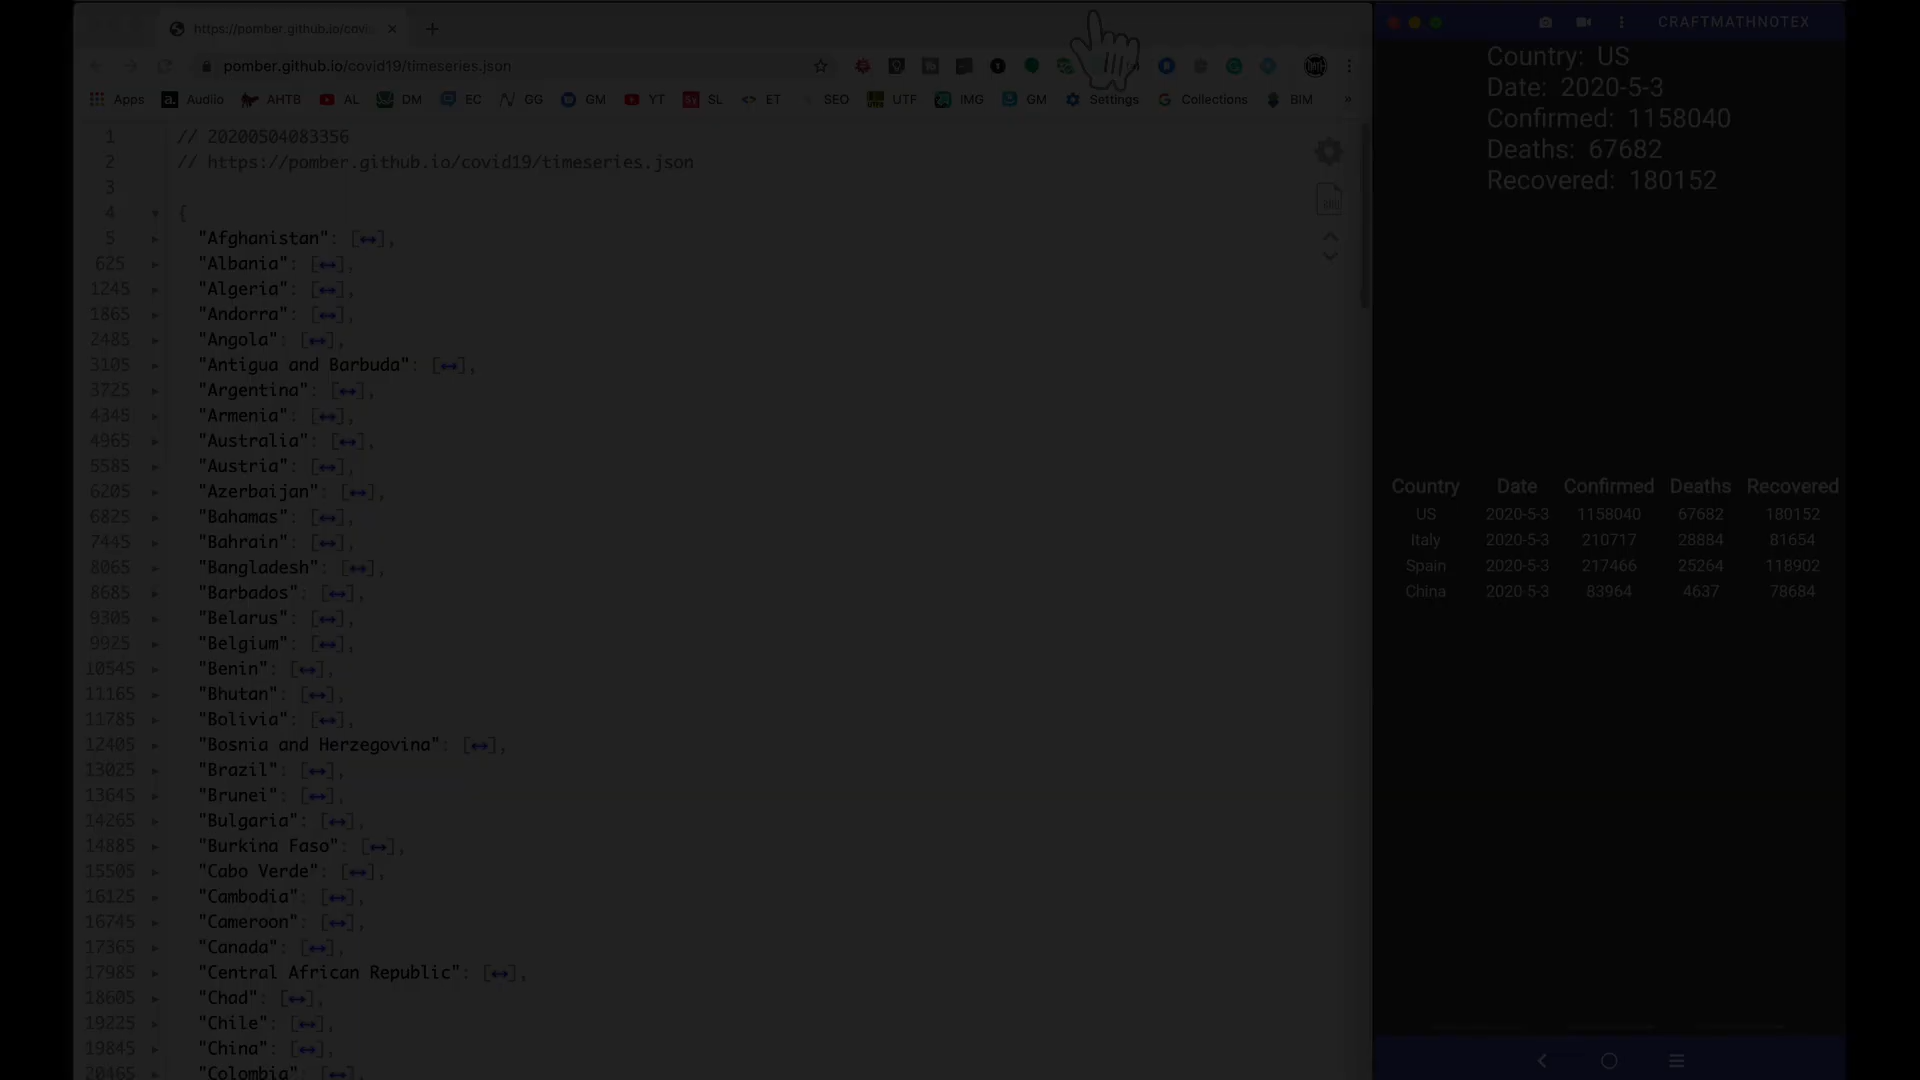 https://pomber.github.io/cov
pomber.github.io/covid19/timeseries.json
Apps
Audiio
AHTB
AL
DM
EC
GG
GM
YT
SL
ET
SEO
UTF
IMG
GM
Settings
Collections
BIM
»
1 // 20200504083356
2 // https://pomber.github.io/covid19/timeseries.json
3
4 {
5 "Afghanistan": [↔],
625 "Albania": [↔],
1245 "Algeria": [↔],
1865 "Andorra": [↔],
2485 "Angola": [↔],
3105 "Antigua and Barbuda": [↔],
3725 "Argentina": [↔],
4345 "Armenia": [↔],
4965 "Australia": [↔],
5585 "Austria": [↔],
6205 "Azerbaijan": [↔],
6825 "Bahamas": [↔],
7445 "Bahrain": [↔],
8065 "Bangladesh": [↔],
8685 "Barbados": [↔],
9305 "Belarus": [↔],
9925 "Belgium": [↔],
10545 "Benin": [↔],
11165 "Bhutan": [↔],
11785 "Bolivia": [↔],
12405 "Bosnia and Herzegovina": [↔],
13025 "Brazil": [↔],
13645 "Brunei": [↔],
14265 "Bulgaria": [↔],
14885 "Burkina Faso": [↔],
15505 "Cabo Verde": [↔],
16125 "Cambodia": [↔],
16745 "Cameroon": [↔],
17365 "Canada": [↔],
17985 "Central African Republic": [↔],
18605 "Chad": [↔],
19225 "Chile": [↔],
19845 "China": [↔],
20465 "Colombia": [↔],
CRAFTMATHNOTEX
Country: US
Date: 2020-5-3
Confirmed: 1158040
Deaths: 67682
Recovered: 180152
Country Date Confirmed Deaths Recovered
US 2020-5-3 1158040 67682 180152
Italy 2020-5-3 210717 28884 81654
Spain 2020-5-3 217466 25264 118902
China 2020-5-3 83964 4637 78684